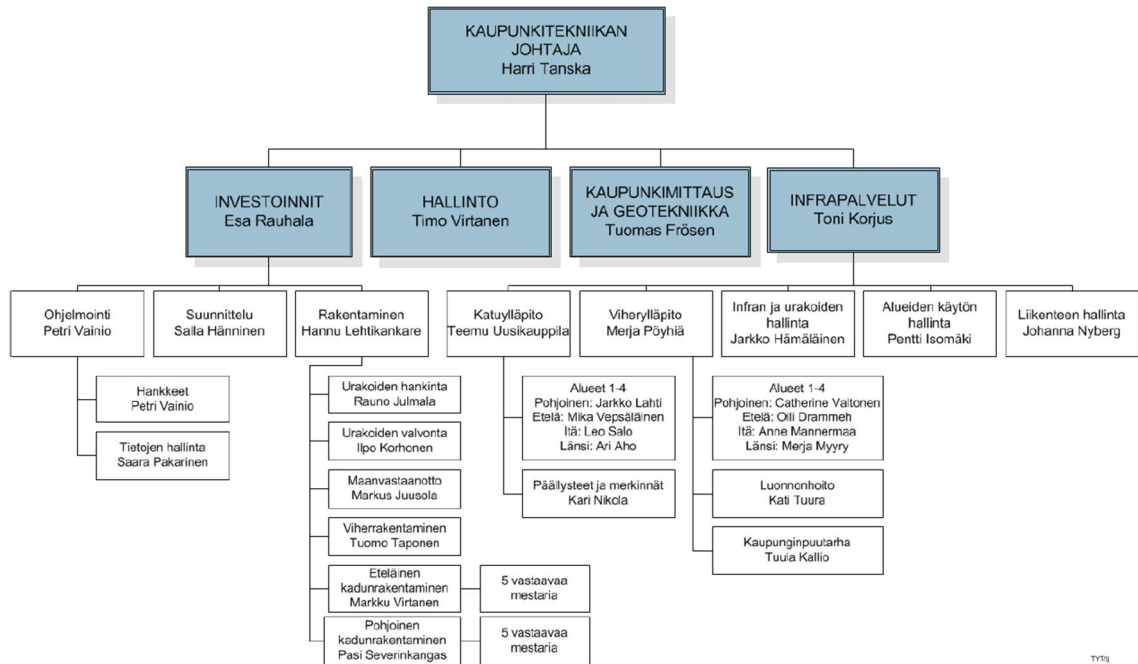 KAUPUNKITEKNIIKAN
JOHTAJA
Harri Tanska
INVESTOINNIT
Esa Rauhala
HALLINTO
Timo Virtanen
KAUPUNKIMITTAUS
JA GEOTEKNIIKKA
Tuomas Frösen
INFRAPALVELUT
Toni Korjus
Ohjelmointi
Petri Vainio
Suunnittelu
Salla Hänninen
Rakentaminen
Hannu Lehtikankare
Katuylläpito
Teemu Uusikauppila
Viherylläpito
Merja Pöyhiä
Infran ja urakoiden
hallinta
Jarkko Hämäläinen
Alueiden käytön
hallinta
Pentti Isomäki
Liikenteen hallinta
Johanna Nyberg
Hankkeet
Petri Vainio
Tietojen hallinta
Saara Pakarinen
Urakoiden hankinta
Rauno Julmala
Urakoiden valvonta
Ilpo Korhonen
Maanvastaanotto
Markus Juusola
Viherrakentaminen
Tuomo Taponen
Eteläinen
kadunrakentaminen
Markku Virtanen
5 vastaavaa
mestaria
Pohjoinen
kadunrakentaminen
Pasi Severinkangas
5 vastaavaa
mestaria
Alueet 1-4
Pohjoinen: Jarkko Lahti
Etelä: Mika Vepsäläinen
Itä: Leo Salo
Länsi: Ari Aho
Päällysteet ja merkinnät
Kari Nikola
Alueet 1-4
Pohjoinen: Catherine Valtonen
Etelä: Oili Drammeh
Itä: Anne Mannermaa
Länsi: Merja Myyry
Luonnonhoito
Kati Tuura
Kaupunginpuutarha
Tuula Kallio